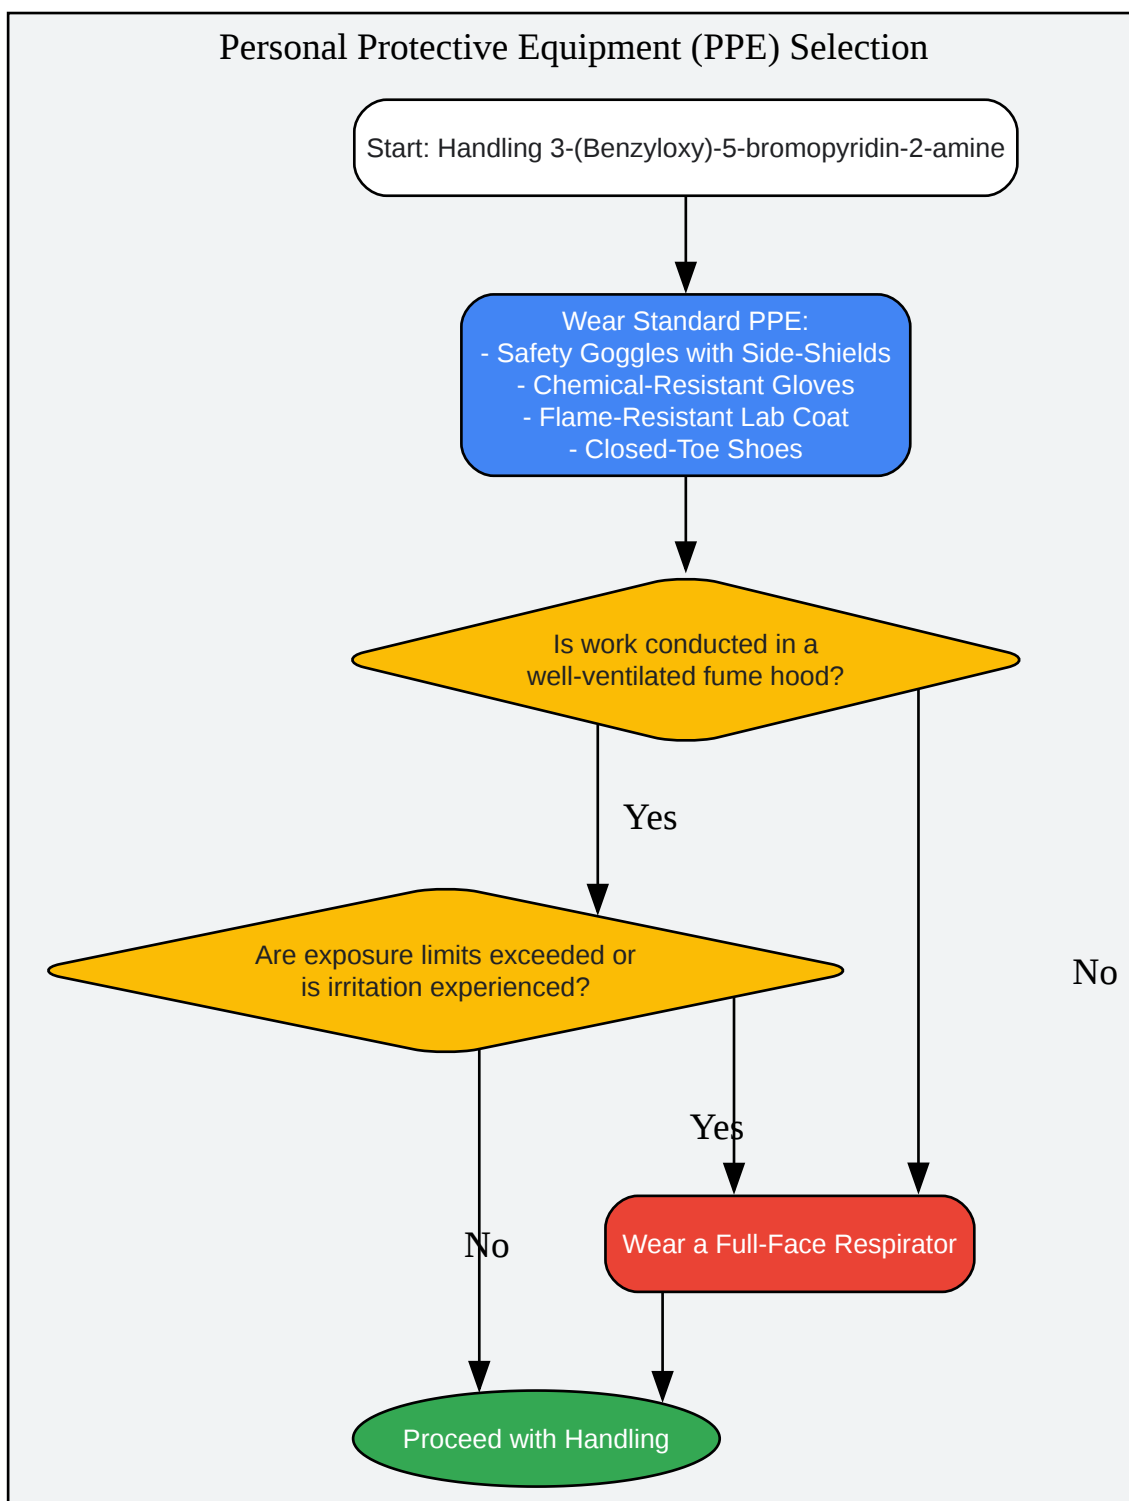 Personal Protective Equipment (PPE) Selection
Start: Handling 3-(Benzyloxy)-5-bromopyridin-2-amine
Wear Standard PPE:
- Safety Goggles with Side-Shields
- Chemical-Resistant Gloves
- Flame-Resistant Lab Coat
- Closed-Toe Shoes
Is work conducted in a
well-ventilated fume hood?
Yes
Are exposure limits exceeded or
is irritation experienced?
No
Yes
No
Wear a Full-Face Respirator
Proceed with Handling